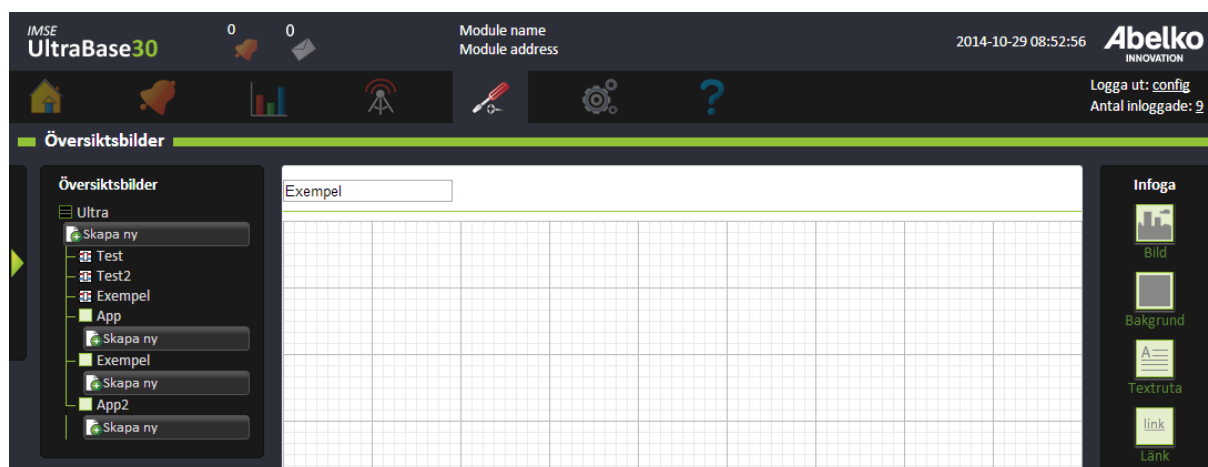 IMSE
UltraBase30
0
0
Module name
Module address
2014-10-29 08:52:56
Abelko
INNOVATION
Logga ut: config
Antal inloggade: 9
Översiktsbilder
Översiktsbilder
Ultra
Skapa ny
Test
Test2
Exempel
App
Skapa ny
Exempel
Skapa ny
App2
Skapa ny
Exempel
Infoga
Bild
Bakgrund
A
Textruta
link
Länk